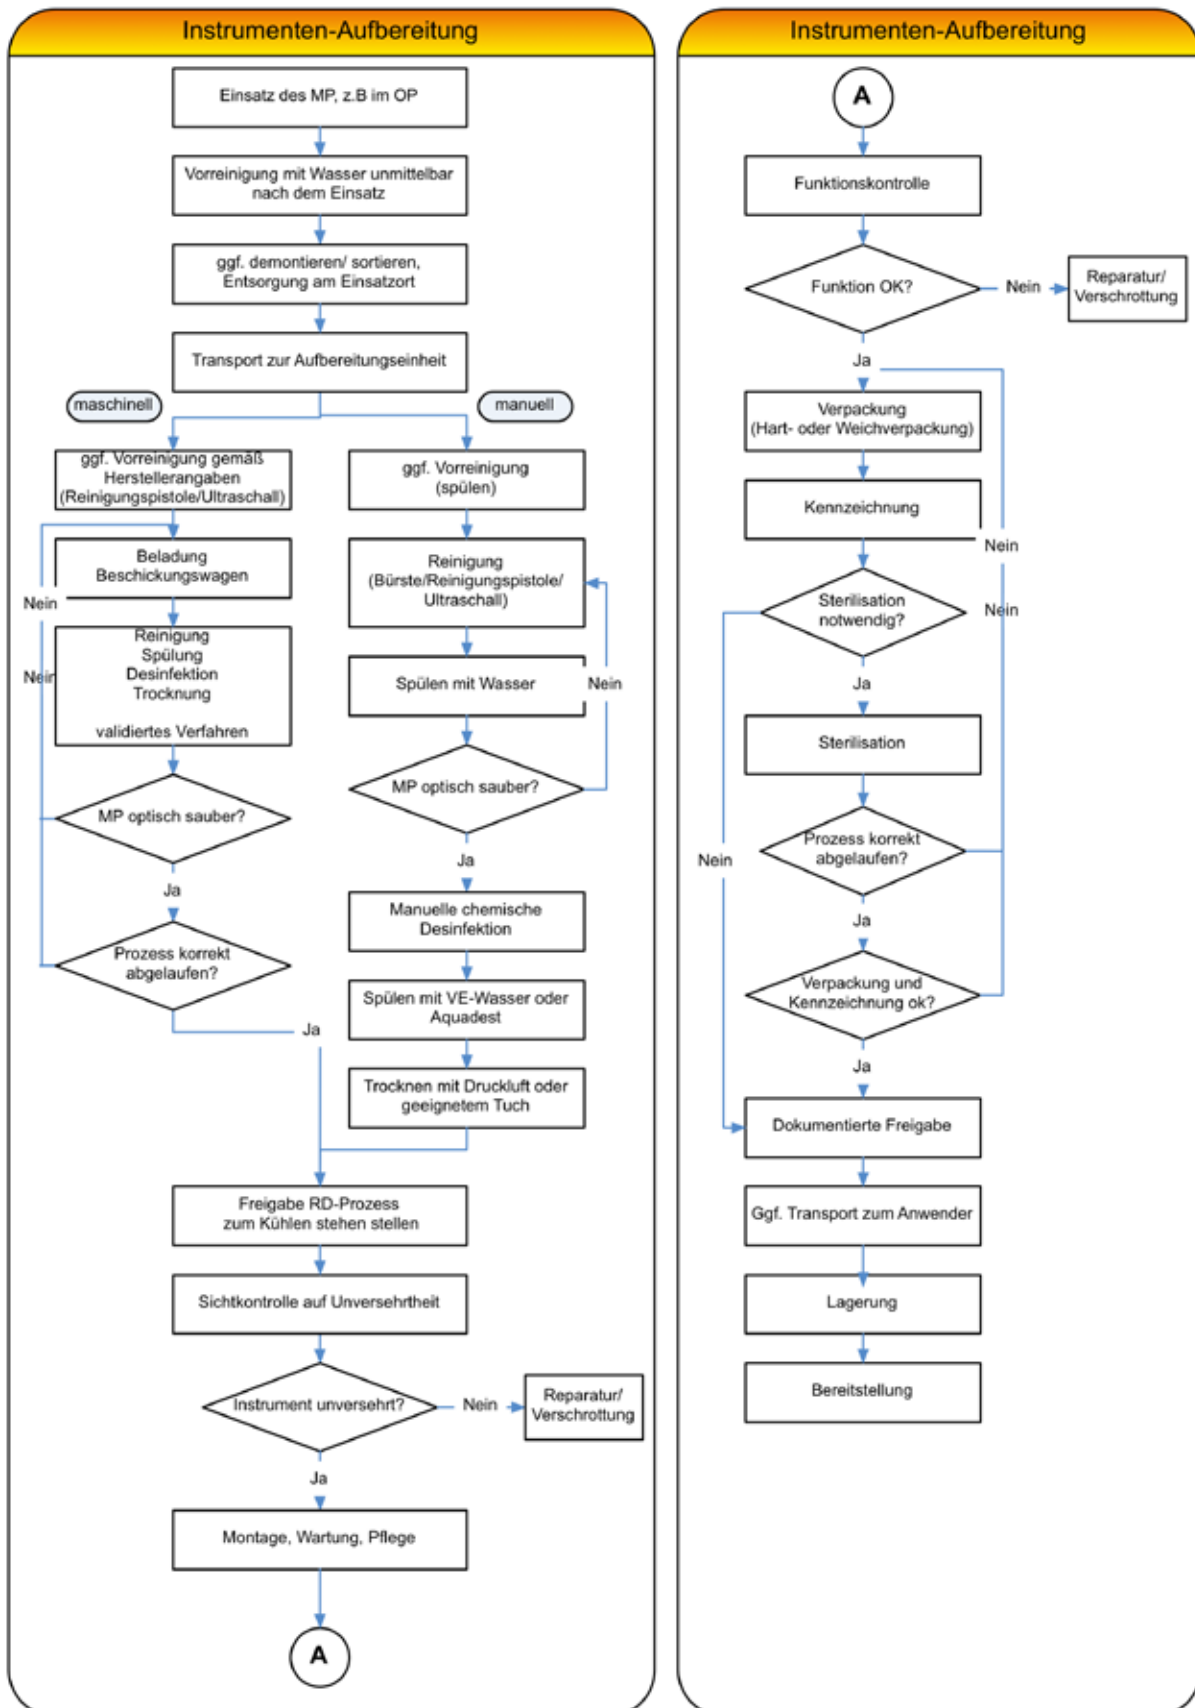 Instrumenten-Aufbereitung
Einsatz des MP, z.B im OP
Vorreinigung mit Wasser unmittelbar
nach dem Einsatz
ggf. demontieren/ sortieren,
Entsorgung am Einsatzort
Transport zur Aufbereitungseinheit
maschinell
manuell
ggf. Vorreinigung gemäß
Herstellerangaben
(Reinigungspistole/Ultraschall)
ggf. Vorreinigung
(spülen)
Beladung
Beschickungswagen
Reinigung
(Bürste/Reinigungspistole/
Ultraschall)
Nein
Reinigung
Spülung
Desinfektion
Trocknung
validiertes Verfahren
Nein
Spülen mit Wasser
Nein
MP optisch sauber?
MP optisch sauber?
Ja
Ja
Manuelle chemische
Desinfektion
Prozess korrekt
abgelaufen?
Spülen mit VE-Wasser oder
Aquadest
Ja
Trocknen mit Druckluft oder
geeignetem Tuch
Freigabe RD-Prozess
zum Kühlen stehen stellen
Sichtkontrolle auf Unversehrtheit
Instrument unversehrt?
Nein
Reparatur/
Verschrottung
Ja
Montage, Wartung, Pflege
A
Instrumenten-Aufbereitung
A
Funktionskontrolle
Funktion OK?
Nein
Reparatur/
Verschrottung
Ja
Verpackung
(Hart- oder Weichverpackung)
Kennzeichnung
Nein
Sterilisation
notwendig?
Nein
Ja
Sterilisation
Prozess korrekt
abgelaufen?
Nein
Ja
Verpackung und
Kennzeichnung ok?
Ja
Dokumentierte Freigabe
Ggf. Transport zum Anwender
Lagerung
Bereitstellung